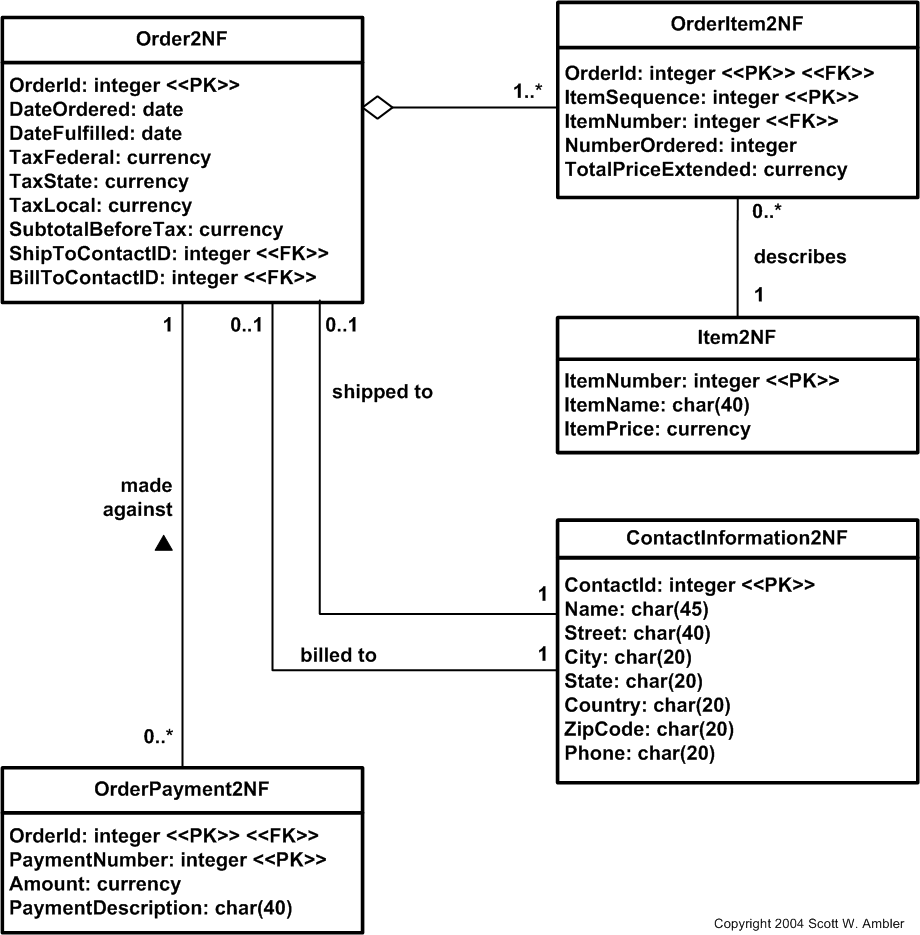 Order2NF
OrderId: integer <<PK>>
DateOrdered: date
DateFulfilled: date
TaxFederal: currency
TaxState: currency
TaxLocal: currency
SubtotalBeforeTax: currency
ShipToContactID: integer <<FK>>
BillToContactID: integer <<FK>>
OrderItem2NF
OrderId: integer <<PK>> <<FK>>
ItemSequence: integer <<PK>>
ItemNumber: integer <<FK>>
NumberOrdered: integer
TotalPriceExtended: currency
1..*
0..*
describes
1
Item2NF
ItemNumber: integer <<PK>>
ItemName: char(40)
ItemPrice: currency
1
0..1
0..1
shipped to
made
against
0..*
billed to
1
1
ContactInformation2NF
ContactId: integer <<PK>>
Name: char(45)
Street: char(40)
City: char(20)
State: char(20)
Country: char(20)
ZipCode: char(20)
Phone: char(20)
OrderPayment2NF
OrderId: integer <<PK>> <<FK>>
PaymentNumber: integer <<PK>>
Amount: currency
PaymentDescription: char(40)
Copyright 2004 Scott W. Ambler